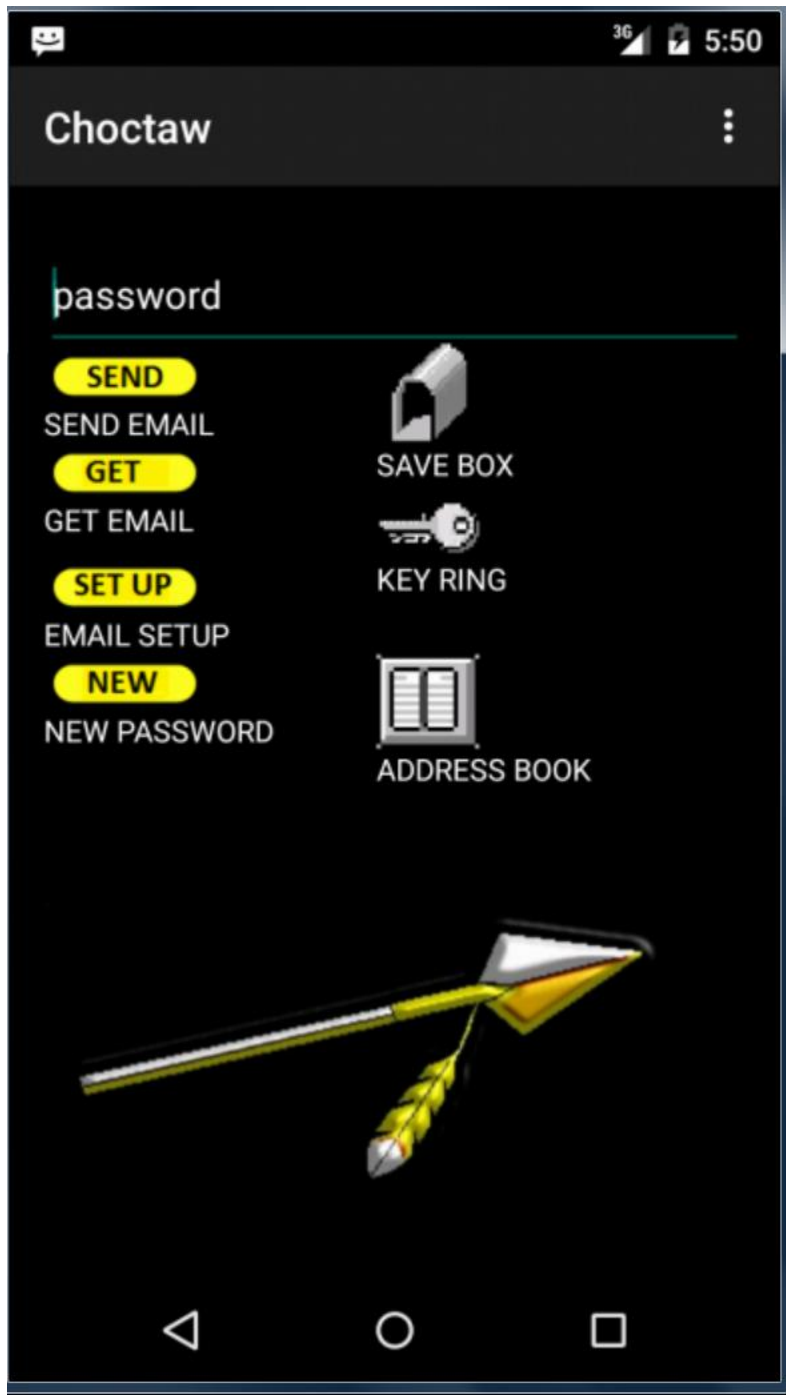 3G 5:50
Choctaw
password
SEND
SEND EMAIL
GET
GET EMAIL
SET UP
EMAIL SETUP
NEW
NEW PASSWORD
SAVE BOX
KEY RING
ADDRESS BOOK